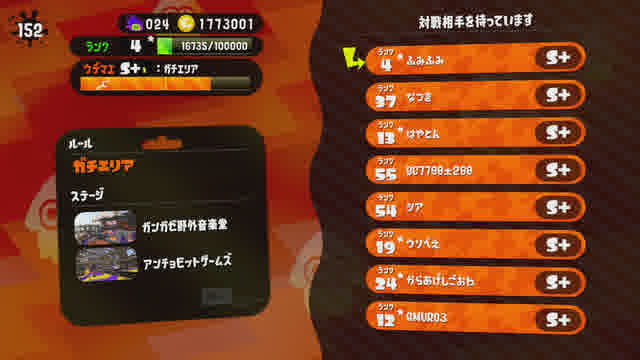 152
024 1773001
ランク 4★ 16735/100000
ウデマエ S+ : ガチエリア
対戦相手を待っています
ルール
ガチエリア
ステージ
ガンガゼ野外音楽堂
アンチョビットゲームズ
ランク 4★ ふみふみ S+
ランク 37 なつき S+
ランク 13★ はやとん S+
ランク 55 S+
ランク 54 シア S+
ランク 19★ ウリべえ S+
ランク 24★ からあげしごおわ S+
ランク 12★ S+